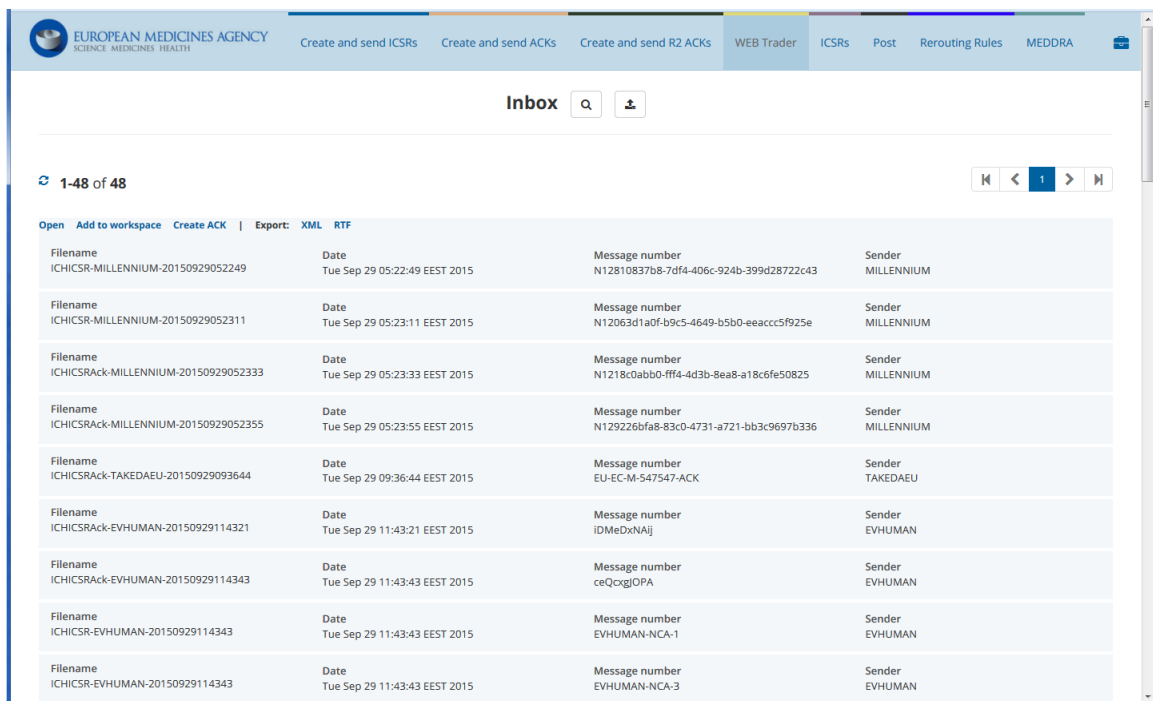 EUROPEAN MEDICINES AGENCY
SCIENCE MEDICINES HEALTH
Create and send ICSRs Create and send ACKs Create and send R2 ACKs WEB Trader ICSRs Post Rerouting Rules MEDDRA
Inbox
1-48 of 48
1
Open Add to workspace Create ACK | Export: XML RTF
Filename Date Message number Sender
ICHICSR-MILLENNIUM-20150929052249 Tue Sep 29 05:22:49 EEST 2015 N12810837b8-7df4-406c-924b-399d28722c43 MILLENNIUM
Filename Date Message number Sender
ICHICSR-MILLENNIUM-20150929052311 Tue Sep 29 05:23:11 EEST 2015 N12063d1a0f-b9c5-4649-b5b0-eeaccc5f925e MILLENNIUM
Filename Date Message number Sender
ICHICSRAck-MILLENNIUM-20150929052333 Tue Sep 29 05:23:33 EEST 2015 N1218c0abb0-fff4-4d3b-8ea8-a18c6fe50825 MILLENNIUM
Filename Date Message number Sender
ICHICSRAck-MILLENNIUM-20150929052355 Tue Sep 29 05:23:55 EEST 2015 N129226bfa8-83c0-4731-a721-bb3c9697b336 MILLENNIUM
Filename Date Message number Sender
ICHICSRAck-TAKEDAEU-20150929093644 Tue Sep 29 09:36:44 EEST 2015 EU-EC-M-547547-ACK TAKEDAEU
Filename Date Message number Sender
ICHICSRAck-EVHUMAN-20150929114321 Tue Sep 29 11:43:21 EEST 2015 iDMeDxNAij EVHUMAN
Filename Date Message number Sender
ICHICSRAck-EVHUMAN-20150929114343 Tue Sep 29 11:43:43 EEST 2015 ceQcxgJOPA EVHUMAN
Filename Date Message number Sender
ICHICSR-EVHUMAN-20150929114343 Tue Sep 29 11:43:43 EEST 2015 EVHUMAN-NCA-1 EVHUMAN
Filename Date Message number Sender
ICHICSR-EVHUMAN-20150929114343 Tue Sep 29 11:43:43 EEST 2015 EVHUMAN-NCA-3 EVHUMAN